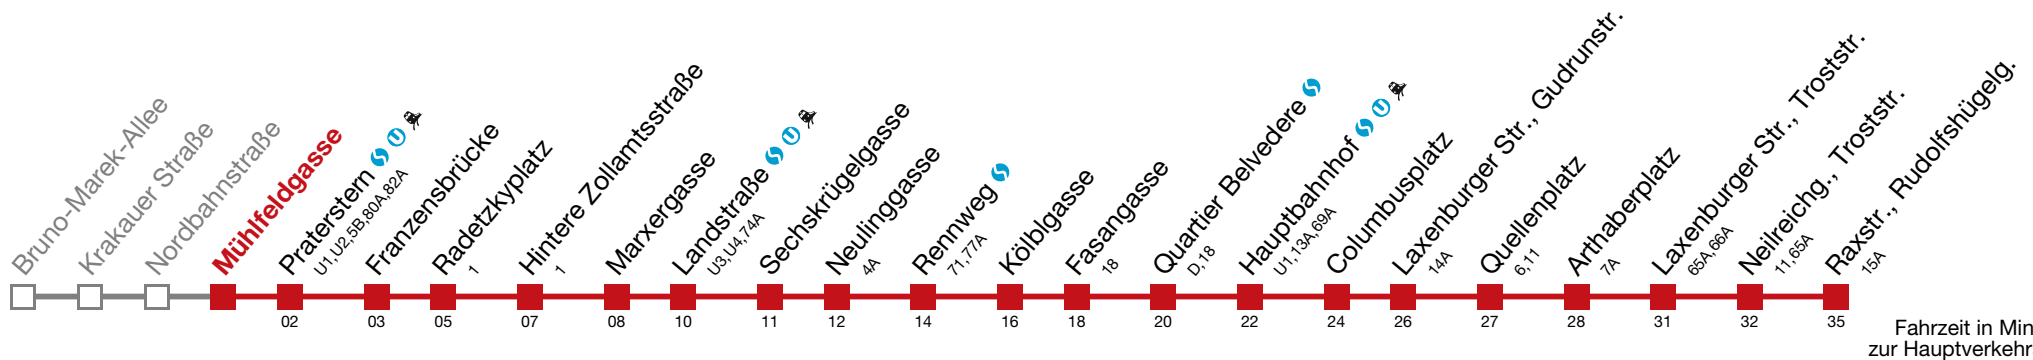 Bruno-Marek-Allee
Krakauer Straße
Nordbahnstraße
Mühlfeldgasse
Praterstern
U1,U2,5B,80A,82A
Franzensbrücke
Radetzkyplatz
1
Hintere Zollamtsstraße
1
Marxergasse
Landstraße
U3,U4,74A
Sechskrügelgasse
Neulinggasse
4A
Rennweg
71,77A
Kölblgasse
Fasangasse
18
Quartier Belvedere
D,18
Hauptbahnhof
U1,13A,69A
Columbusplatz
Laxenburger Str., Gudrunstr.
14A
Quellenplatz
6,11
Arthaberplatz
7A
Laxenburger Str., Troststr.
65A,66A
Neilreichg., Troststr.
11,65A
Raxstr., Rudolfshügelg.
15A
02 03 05 07 08 10 11 12 14 16 18 20 22 24 26 27 28 31 32 35
Fahrzeit in Min
zur Hauptverkehr